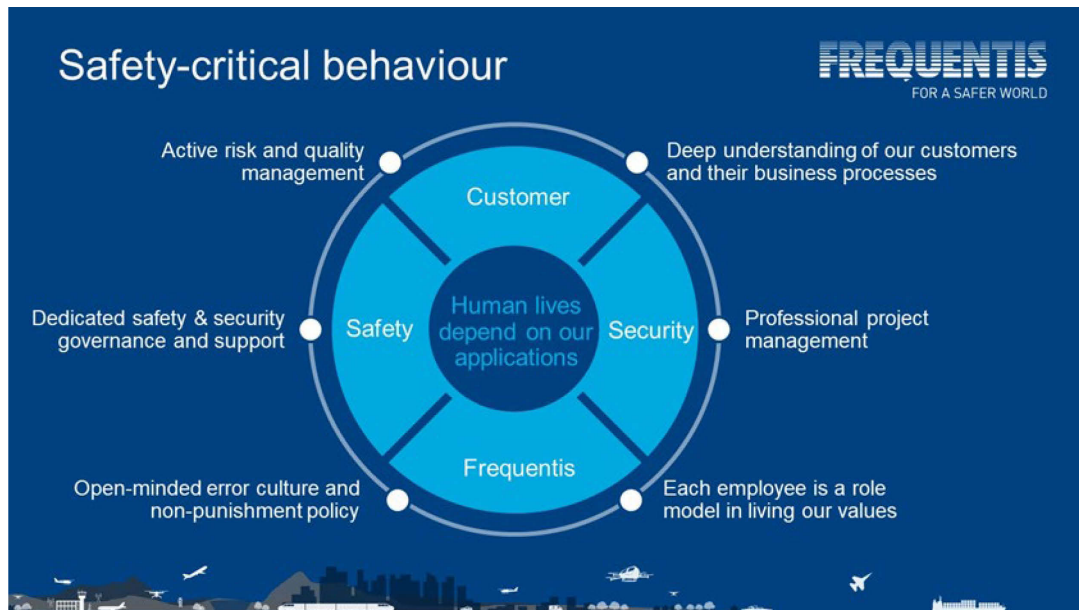 Safety-critical behaviour
FREQUENTIS
FOR A SAFER WORLD
Active risk and quality
management
Deep understanding of our customers
and their business processes
Customer
Dedicated safety & security
governance and support
Safety
Human lives
depend on our
applications
Security
Professional project
management
Frequentis
Open-minded error culture and
non-punishment policy
Each employee is a role
model in living our values